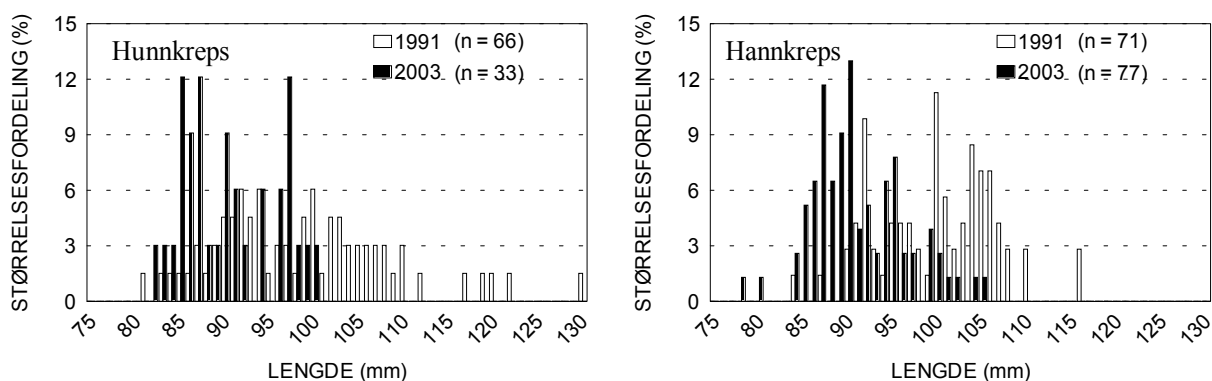 STØRRELSESFORDELING (%)
15
12
9
6
3
0
Hunnkreps
1991 (n = 66)
2003 (n = 33)
75 80 85 90 95 100 105 110 115 120 125 130
LENGDE (mm)
STØRRELSESFORDELING (%)
15
12
9
6
3
0
Hannkreps
1991 (n = 71)
2003 (n = 77)
75 80 85 90 95 100 105 110 115 120 125 130
LENGDE (mm)